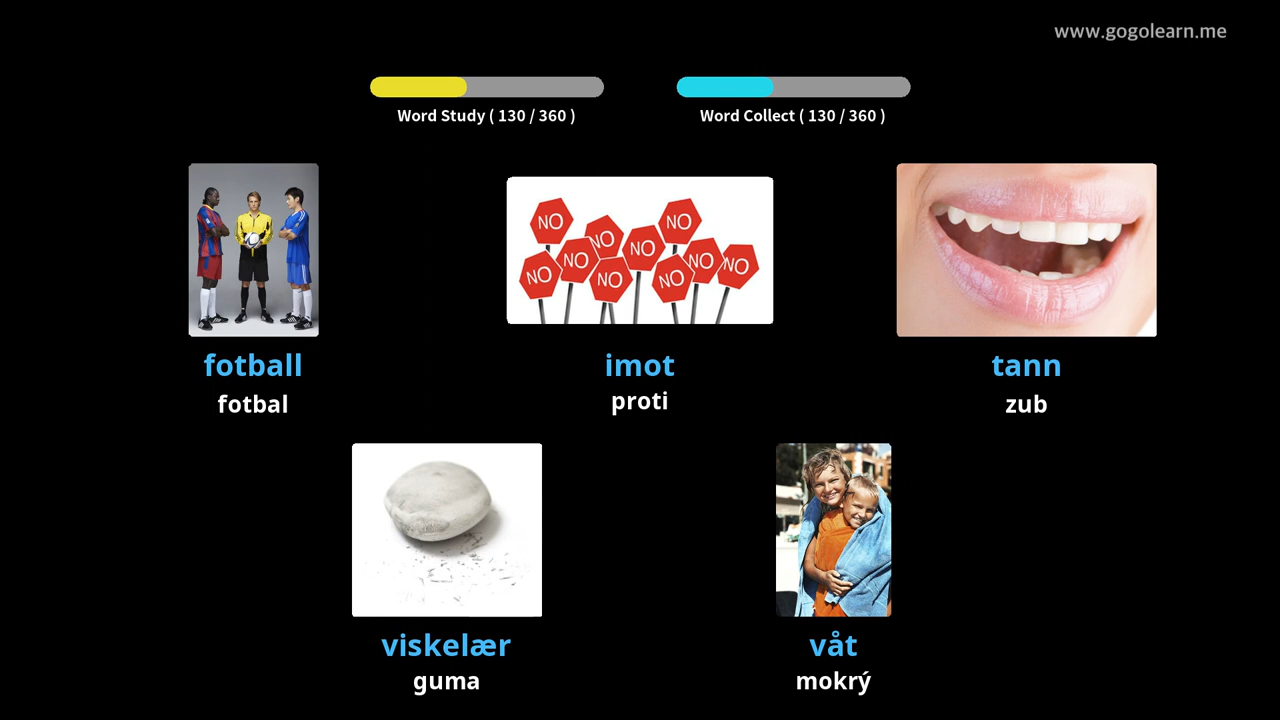 www.gogolearn.me
Word Study ( 130 / 360 )
Word Collect ( 130 / 360 )
NO NO NO NO NO NO NO NO NO NO
fotball
fotbal
imot
proti
tann
zub
viskelær
guma
våt
mokrý